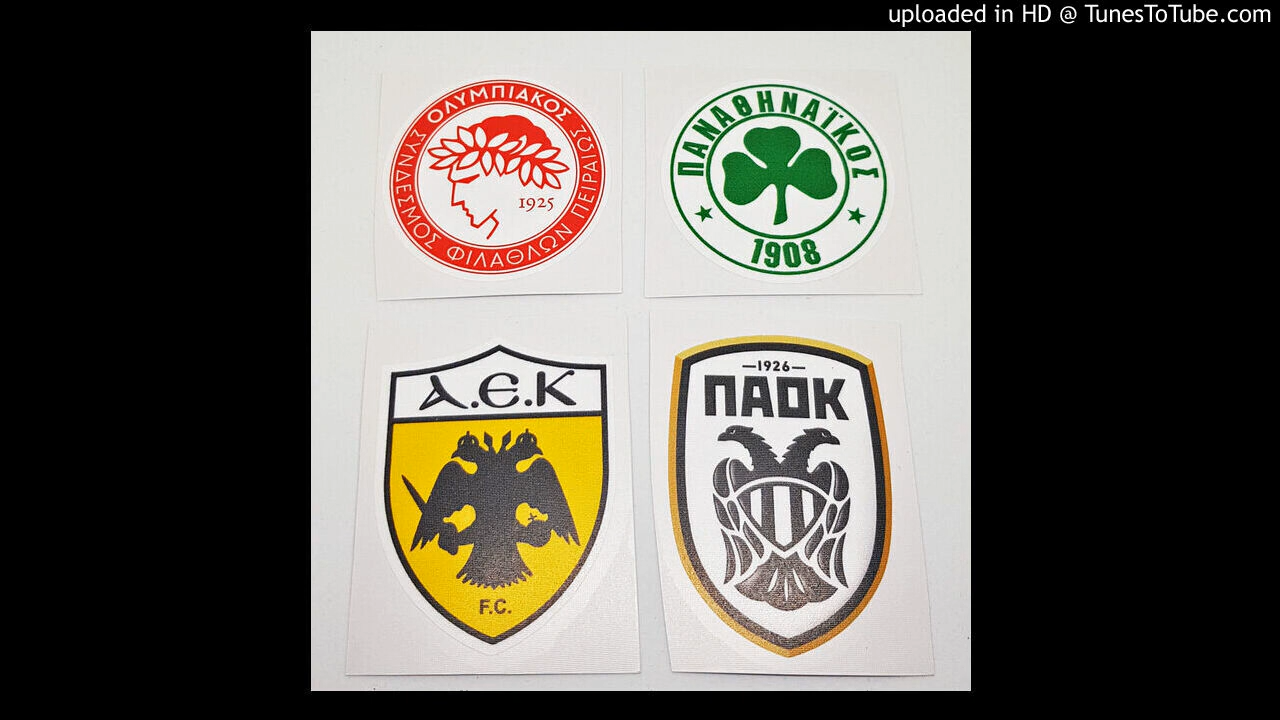 uploaded in HD @ TunesToTube.com
ΟΛΥΜΠΙΑΚΟΣ
ΣΥΝΔΕΣΜΟΣ ΦΙΛΑΘΛΩΝ ΠΕΙΡΑΙΩΣ
1925
ΠΑΝΑΘΗΝΑΪΚΟΣ
1908
Α.Ε.Κ
F.C.
—1926—
ΠΑΟΚ